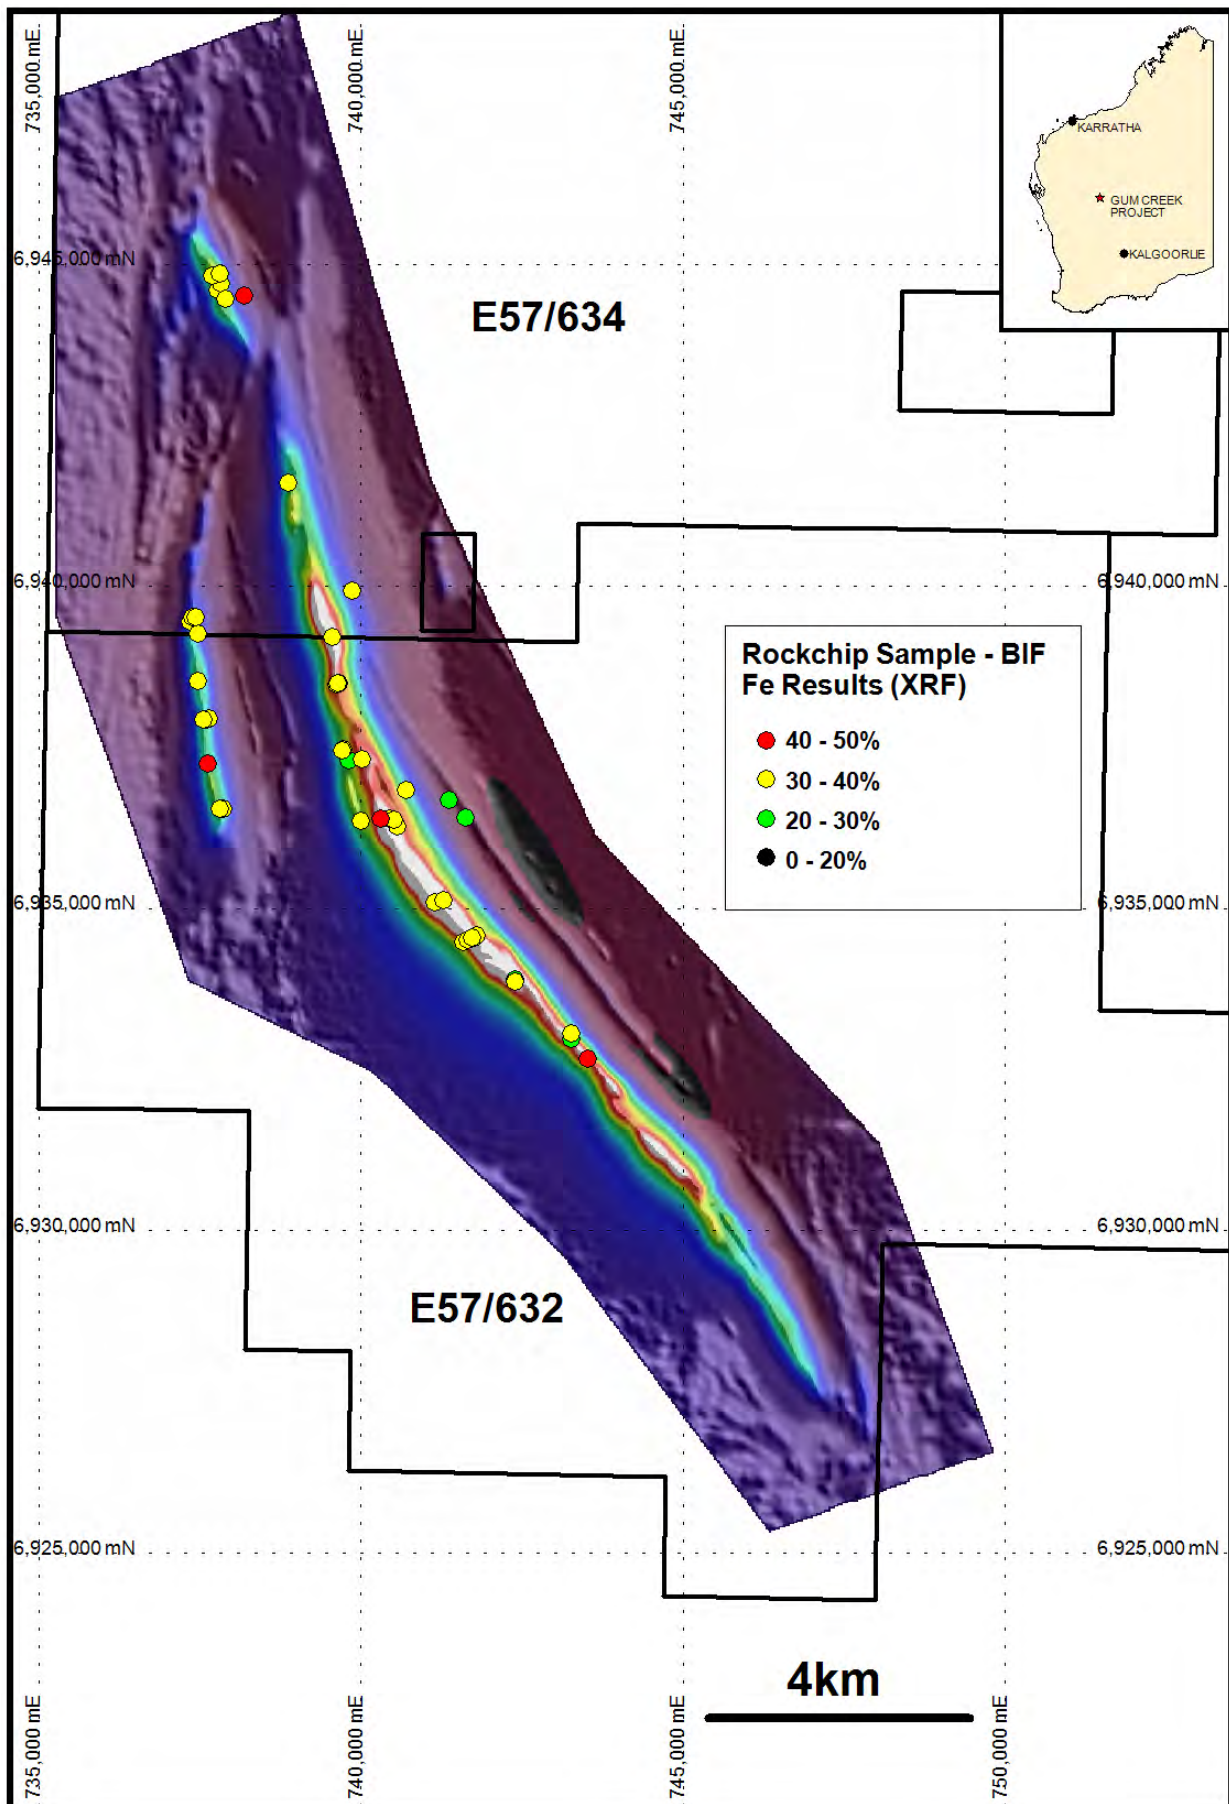 735,000 mE
740,000 mE
745,000 mE
KARRATHA
GUM CREEK
PROJECT
KALGOORLIE
6,945,000 mN
E57/634
6,940,000 mN
6,940,000 mN
Rockchip Sample - BIF
Fe Results (XRF)
40 - 50%
30 - 40%
20 - 30%
0 - 20%
6,935,000 mN
6,935,000 mN
6,930,000 mN
6,930,000 mN
E57/632
6,925,000 mN
6,925,000 mN
4km
735,000 mE
740,000 mE
745,000 mE
750,000 mE